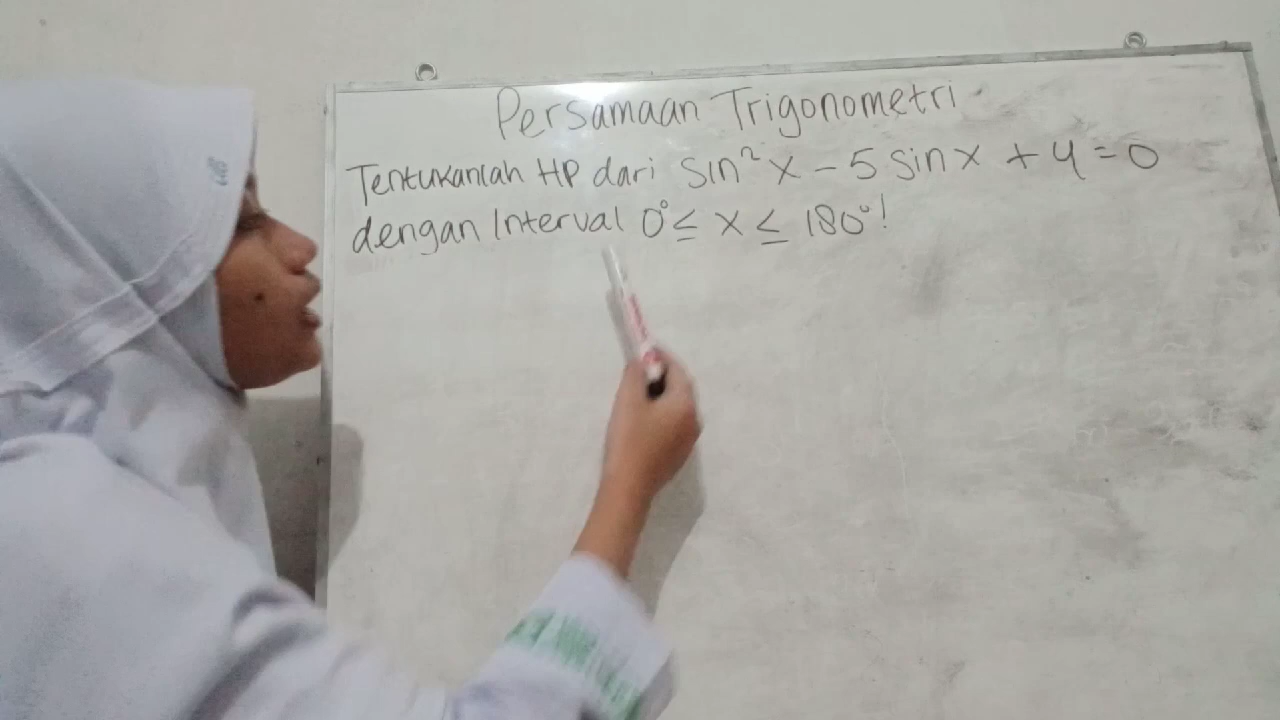 Persamaan Trigonometri
Tentukanlah HP dari sin² x - 5 sin x + 4 = 0
dengan Interval 0° ≤ x ≤ 180°!